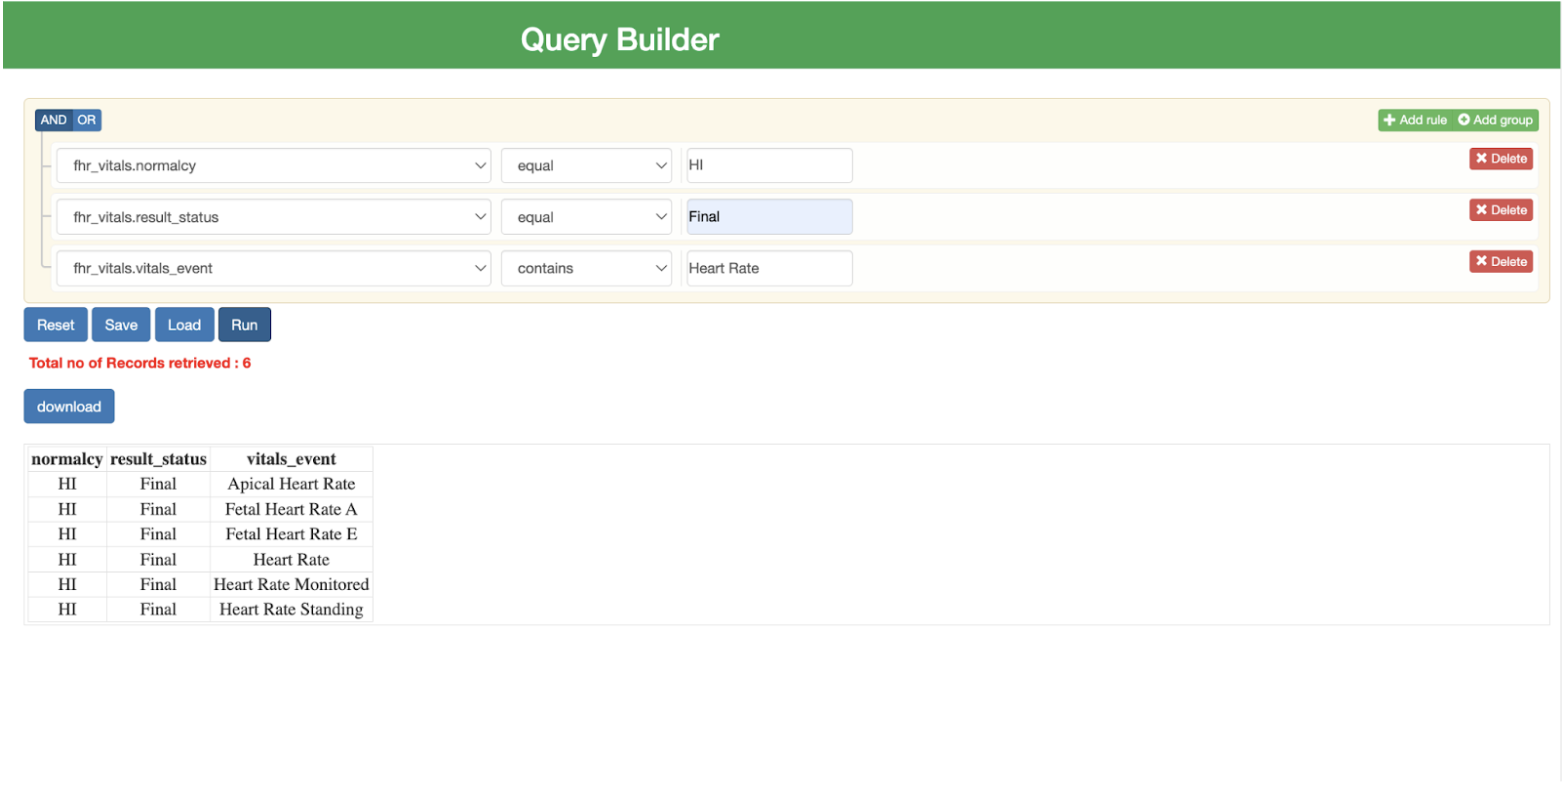 Query Builder
AND OR + Add rule Add group
fhr_vitals.normalcy equal HI Delete
fhr_vitals.result_status equal Final Delete
fhr_vitals.vitals_event contains Heart Rate Delete
Reset Save Load Run
Total no of Records retrieved : 6
download
normalcy result_status vitals_event
HI Final Apical Heart Rate
HI Final Fetal Heart Rate A
HI Final Fetal Heart Rate E
HI Final Heart Rate
HI Final Heart Rate Monitored
HI Final Heart Rate Standing